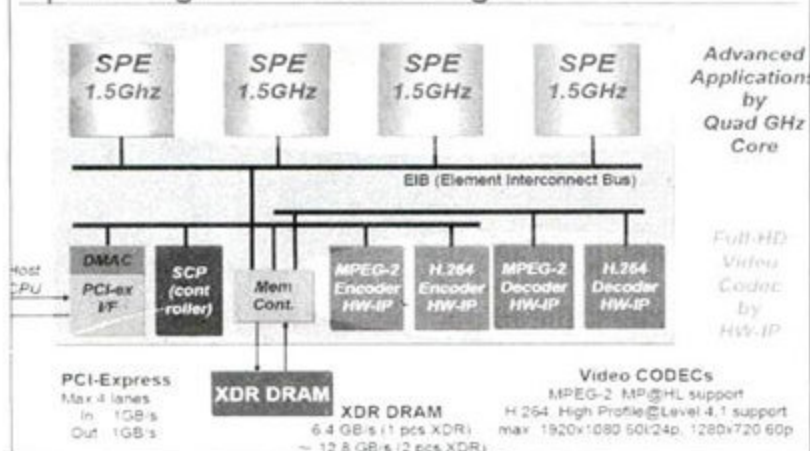 SPE
1.5Ghz
SPE
1.5GHz
SPE
1.5GHz
SPE
1.5GHz
Advanced
Applications
by
Quad GHz
Core
EIB (Element Interconnect Bus)
Full-HD
Video
Codec
by
HW-IP
Host
CPU
DMAC
PCI-ex
I/F
SCP
(cont
roller)
Mem
Cont.
MPEG-2
Encoder
HW-IP
H.264
Encoder
HW-IP
MPEG-2
Decoder
HW-IP
H.264
Decoder
HW-IP
PCI-Express
Max 4 lanes
In 1GB/s
Out 1GB/s
XDR DRAM
XDR DRAM
6.4 GB/s (1 pcs XDR)
~ 12.8 GB/s (2 pcs XDR)
Video CODECs
MPEG-2 MP@HL support
H.264 High Profile@Level 4.1 support
max 1920x1080 60i/24p, 1280x720 60p